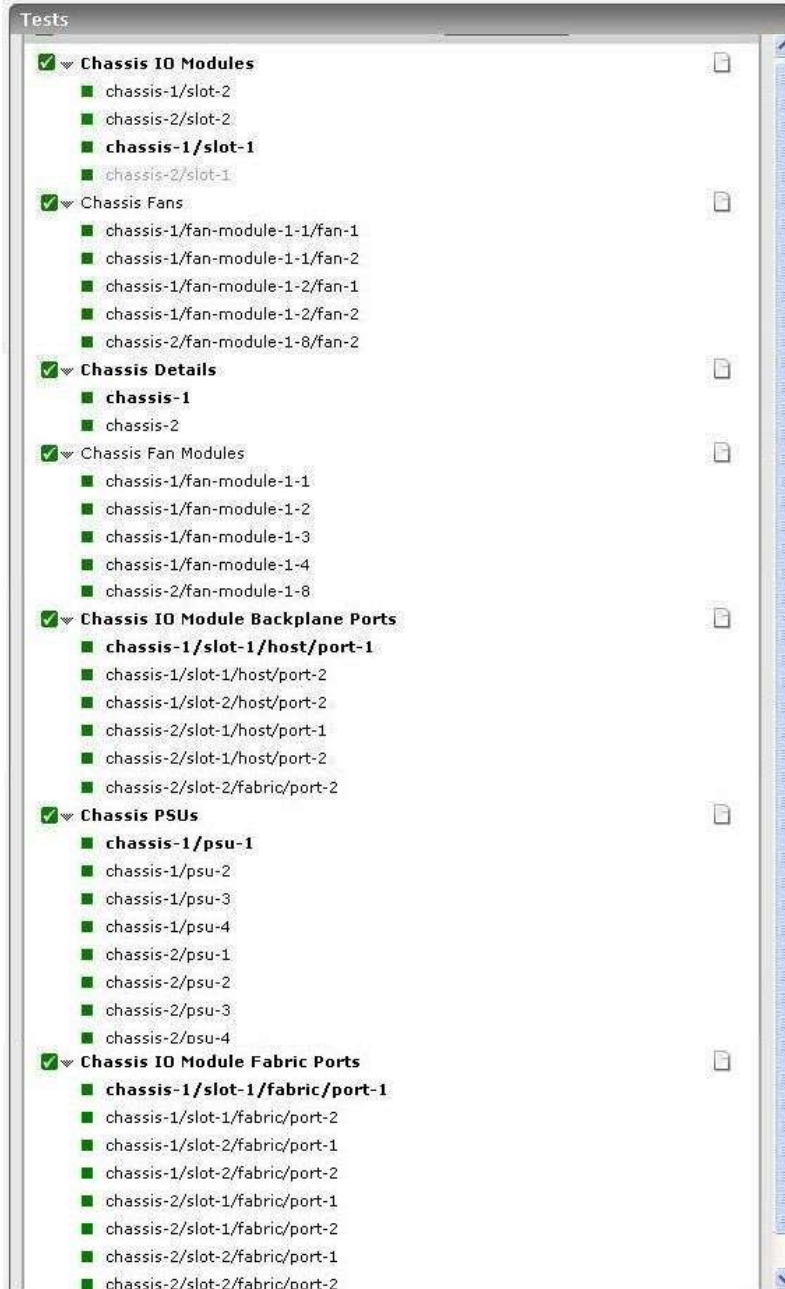 Tests
Chassis IO Modules
chassis-1/slot-2
chassis-2/slot-2
chassis-1/slot-1
chassis-2/slot-1
Chassis Fans
chassis-1/fan-module-1-1/fan-1
chassis-1/fan-module-1-1/fan-2
chassis-1/fan-module-1-2/fan-1
chassis-1/fan-module-1-2/fan-2
chassis-2/fan-module-1-8/fan-2
Chassis Details
chassis-1
chassis-2
Chassis Fan Modules
chassis-1/fan-module-1-1
chassis-1/fan-module-1-2
chassis-1/fan-module-1-3
chassis-1/fan-module-1-4
chassis-2/fan-module-1-8
Chassis IO Module Backplane Ports
chassis-1/slot-1/host/port-1
chassis-1/slot-1/host/port-2
chassis-1/slot-2/host/port-2
chassis-2/slot-1/host/port-1
chassis-2/slot-1/host/port-2
chassis-2/slot-2/fabric/port-2
Chassis PSUs
chassis-1/psu-1
chassis-1/psu-2
chassis-1/psu-3
chassis-1/psu-4
chassis-2/psu-1
chassis-2/psu-2
chassis-2/psu-3
chassis-2/psu-4
Chassis IO Module Fabric Ports
chassis-1/slot-1/fabric/port-1
chassis-1/slot-1/fabric/port-2
chassis-1/slot-2/fabric/port-1
chassis-1/slot-2/fabric/port-2
chassis-2/slot-1/fabric/port-1
chassis-2/slot-1/fabric/port-2
chassis-2/slot-2/fabric/port-1
chassis-2/slot-2/fabric/port-2